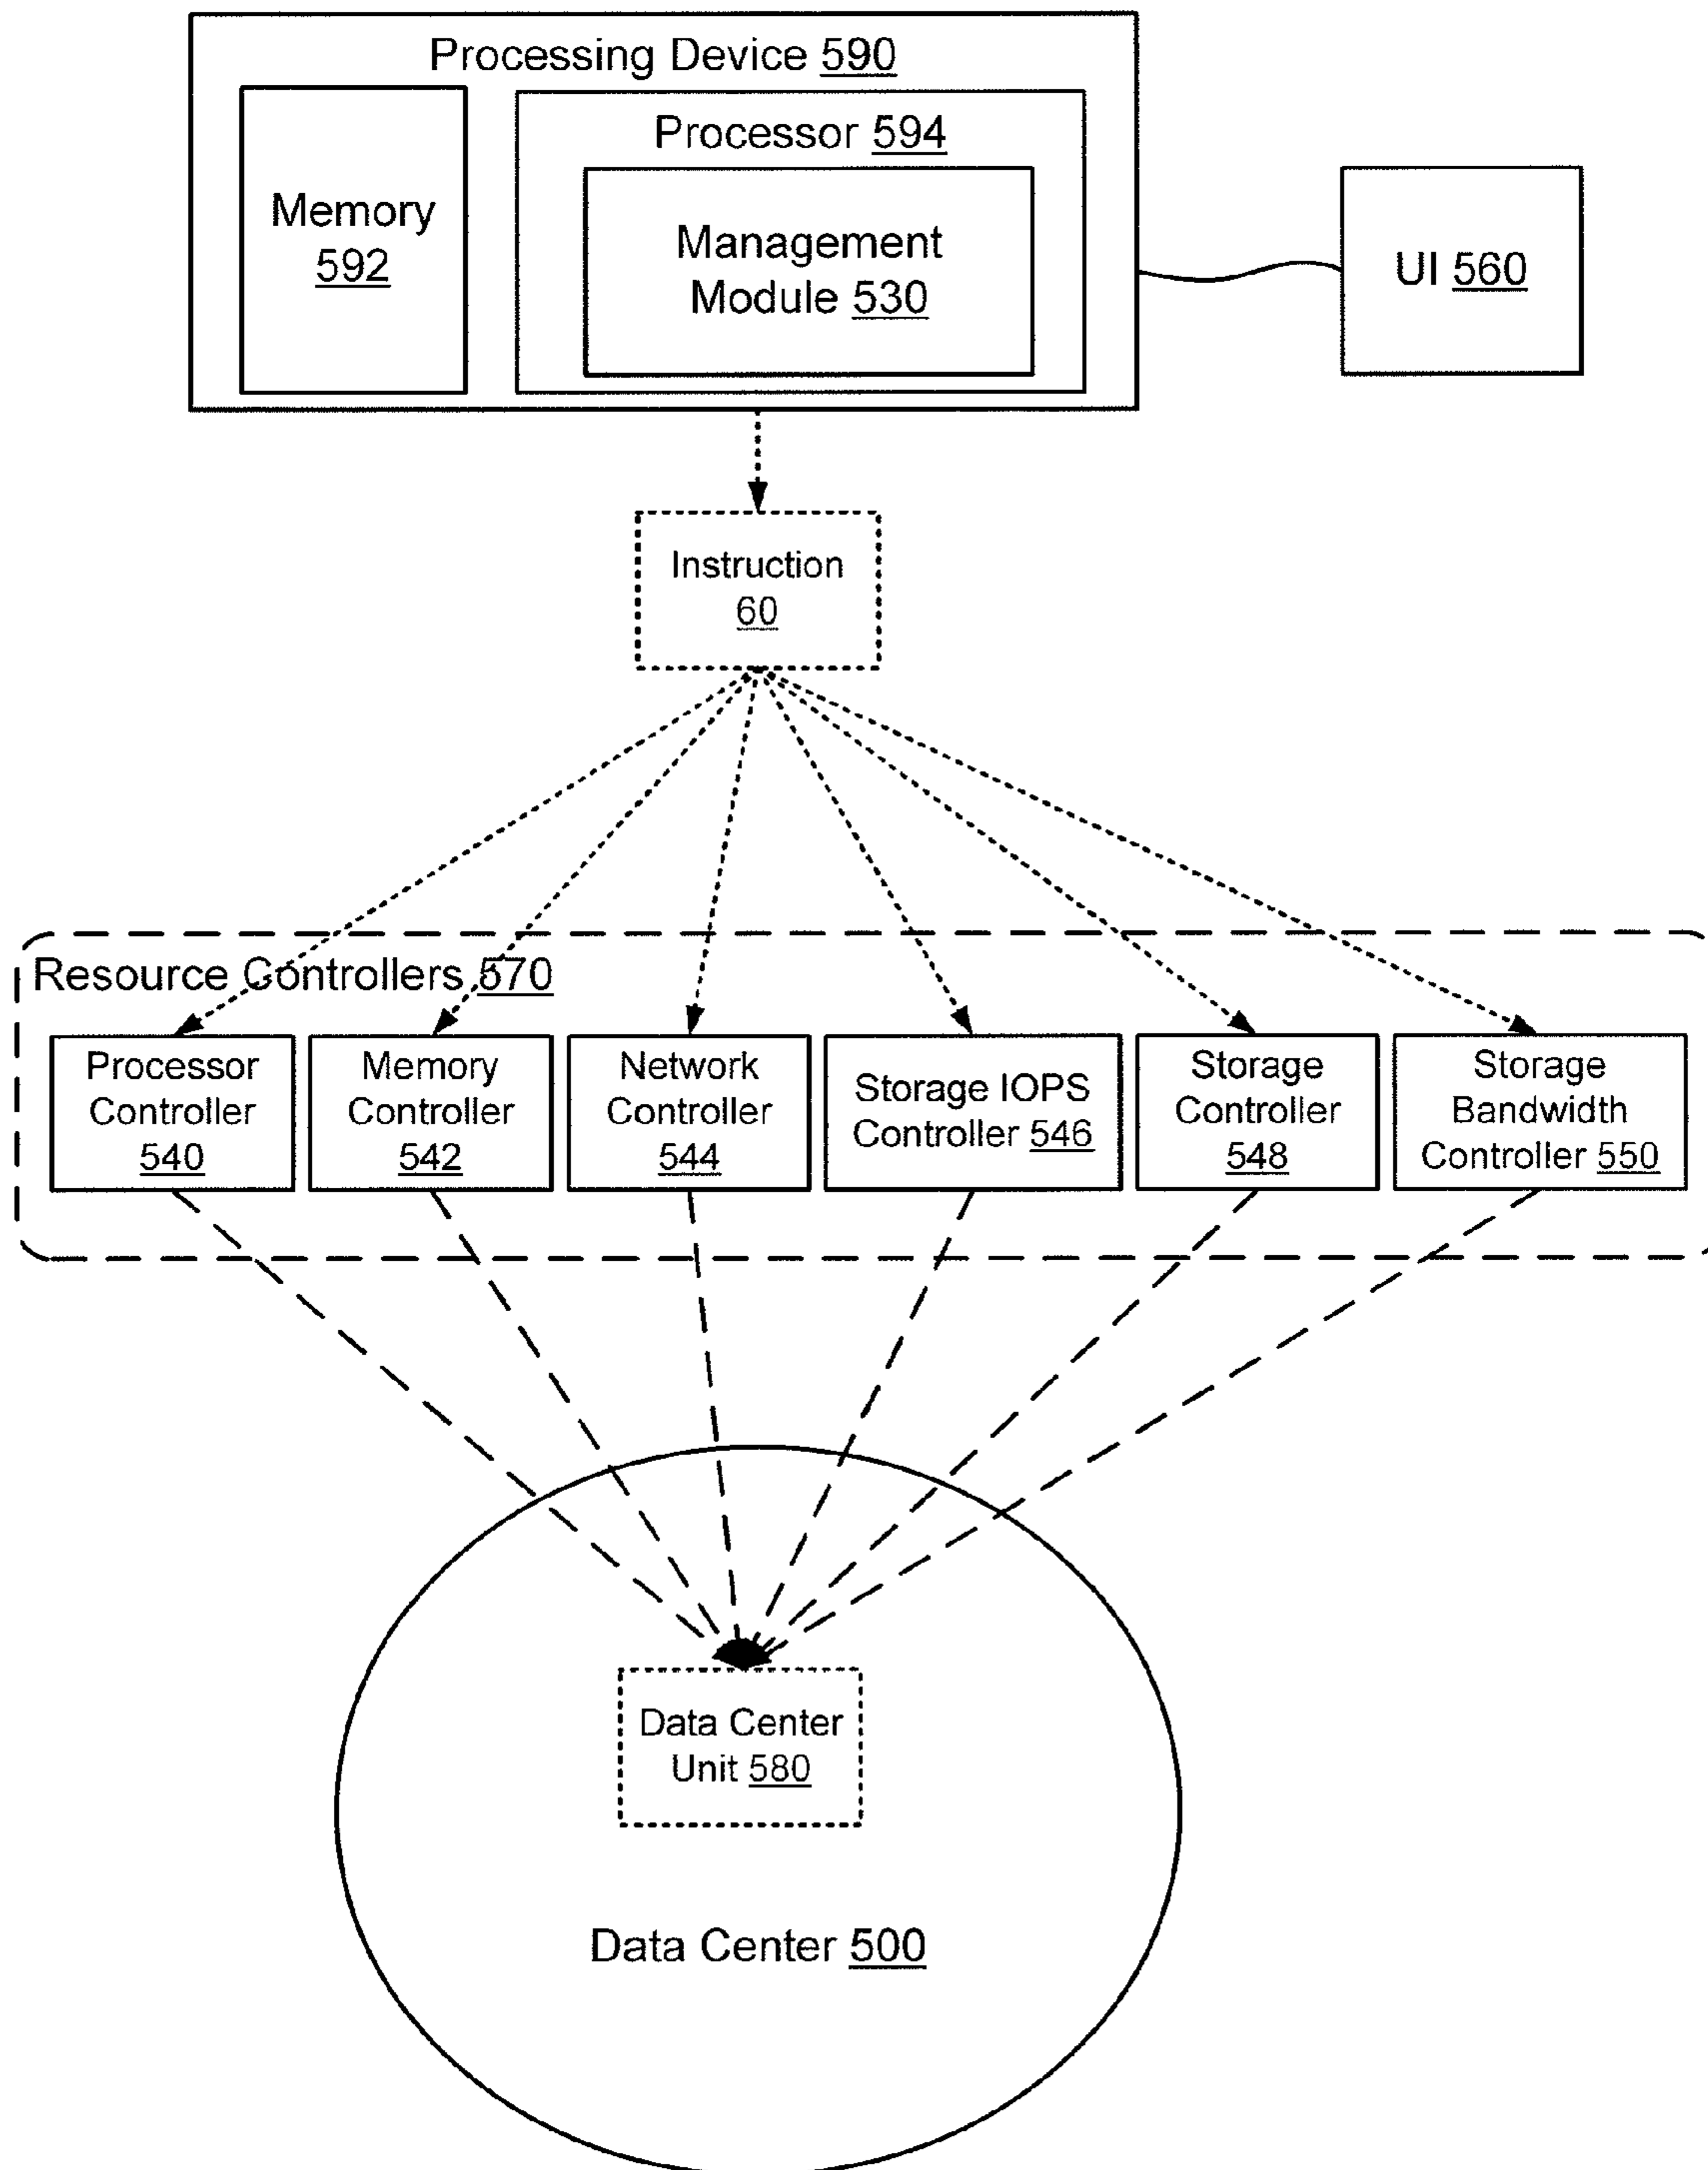 Processing Device 590
Memory
592
Processor 594
Management
Module 530
UI 560
Instruction
60
Resource Controllers 570
Processor
Controller
540
Memory
Controller
542
Network
Controller
544
Storage IOPS
Controller 546
Storage
Controller
548
Storage
Bandwidth
Controller 550
Data Center
Unit 580
Data Center 500